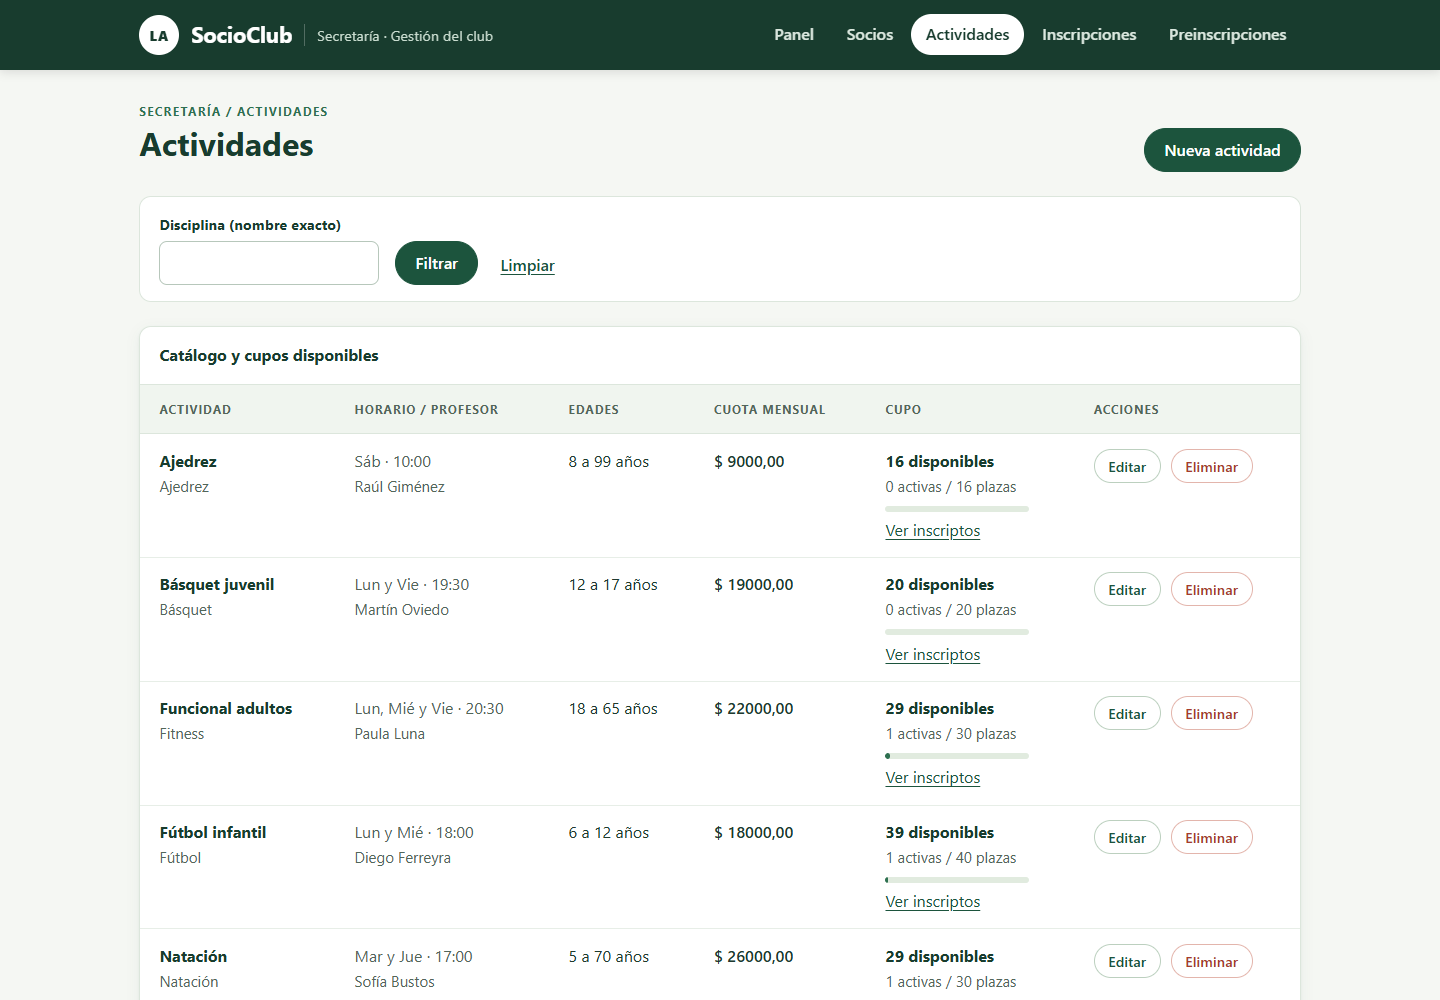 LA SocioClub Secretaría · Gestión del club Panel Socios Actividades Inscripciones Preinscripciones
SECRETARÍA / ACTIVIDADES
Actividades
Nueva actividad
Disciplina (nombre exacto)
Filtrar Limpiar
Catálogo y cupos disponibles
ACTIVIDAD HORARIO / PROFESOR EDADES CUOTA MENSUAL CUPO ACCIONES
Ajedrez Sáb · 10:00 8 a 99 años $ 9000,00 16 disponibles Editar Eliminar
Ajedrez Raúl Giménez 0 activas / 16 plazas
Ver inscriptos
Básquet juvenil Lun y Vie · 19:30 12 a 17 años $ 19000,00 20 disponibles Editar Eliminar
Básquet Martín Oviedo 0 activas / 20 plazas
Ver inscriptos
Funcional adultos Lun, Mié y Vie · 20:30 18 a 65 años $ 22000,00 29 disponibles Editar Eliminar
Fitness Paula Luna 1 activas / 30 plazas
Ver inscriptos
Fútbol infantil Lun y Mié · 18:00 6 a 12 años $ 18000,00 39 disponibles Editar Eliminar
Fútbol Diego Ferreyra 1 activas / 40 plazas
Ver inscriptos
Natación Mar y Jue · 17:00 5 a 70 años $ 26000,00 29 disponibles Editar Eliminar
Natación Sofía Bustos 1 activas / 30 plazas